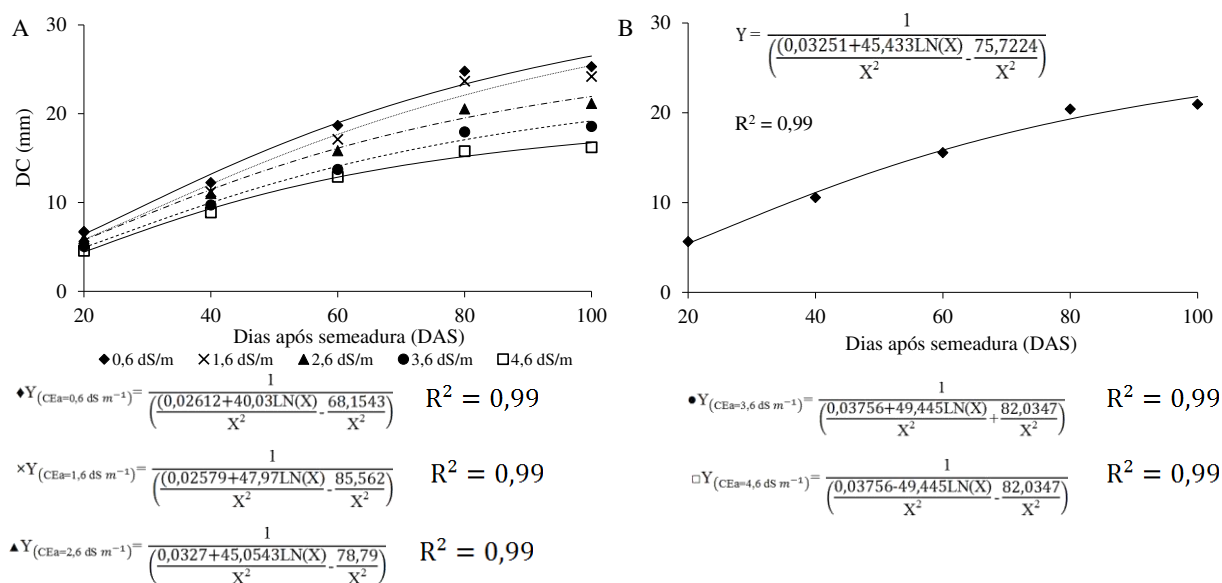 A
30
20
10
0
DC (mm)
20 40 60 80 100
Dias após semeadura (DAS)
◆0,6 dS/m ×1,6 dS/m ▲2,6 dS/m ●3,6 dS/m □4,6 dS/m
B
30
20
10
0
Y = 1/(((0,03251+45,433LN(X)/X²)-(75,7224/X²))
R² = 0,99
20 40 60 80 100
Dias após semeadura (DAS)
◆Y(CEa=0,6 dS m⁻¹)= 1/(((0,02612+40,03LN(X)/X²)-(68,1543/X²)) R² = 0,99
×Y(CEa=1,6 dS m⁻¹)= 1/(((0,02579+47,97LN(X)/X²)-(85,562/X²)) R² = 0,99
▲Y(CEa=2,6 dS m⁻¹)= 1/((0,0327+45,0543LN(X)/X²)-(78,79/X²)) R² = 0,99
●Y(CEa=3,6 dS m⁻¹)= 1/((0,03756+49,445LN(X)/X²)+(82,0347/X²)) R² = 0,99
□Y(CEa=4,6 dS m⁻¹)= 1/((0,03756-49,445LN(X)/X²)-(82,0347/X²)) R² = 0,99